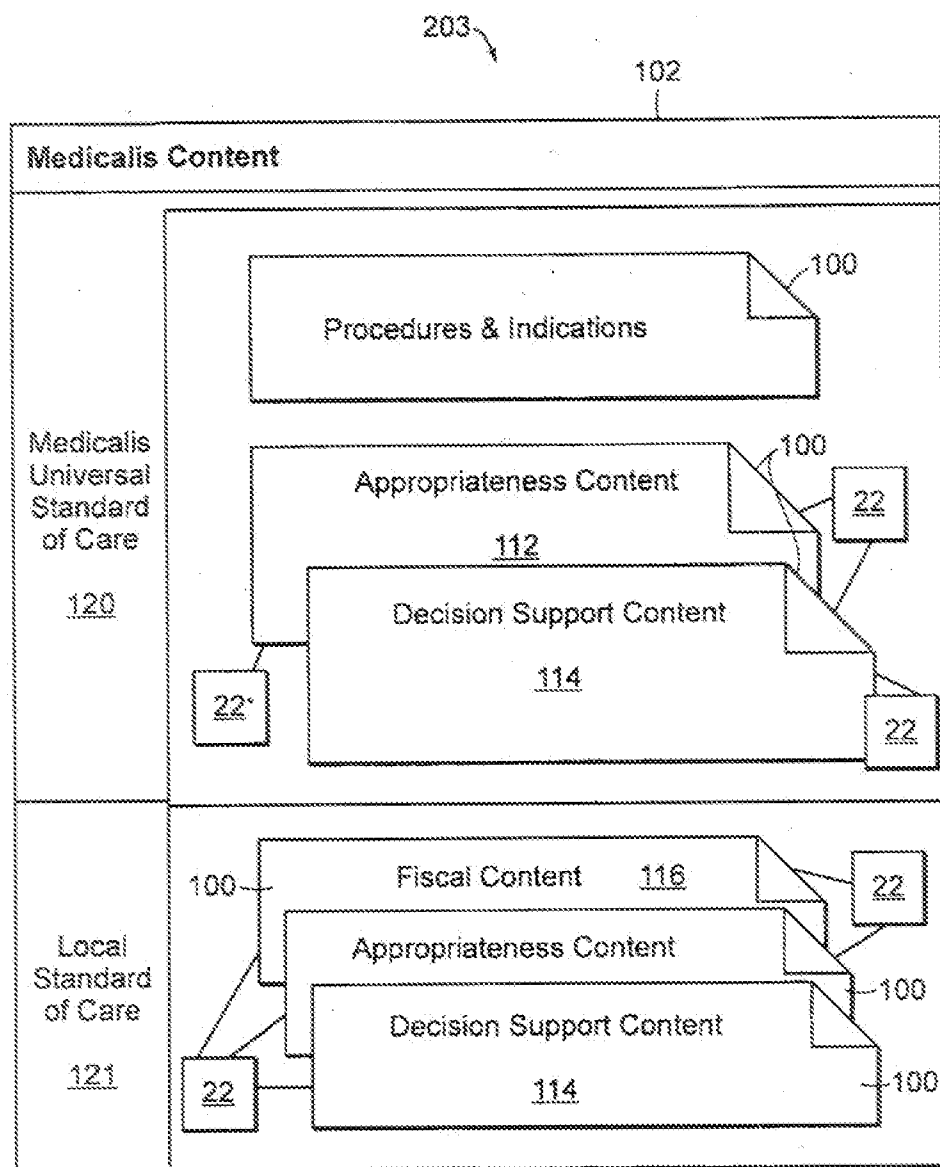 203
102
Medicalis Content
100
Procedures & Indications
Medicalis
Universal
Standard
of Care
120
100
Appropriateness Content
22
112
Decision Support Content
114
22
22
Fiscal Content 116
22
100
Appropriateness Content
Local
Standard
of Care
121
100
Decision Support Content
22
114
100